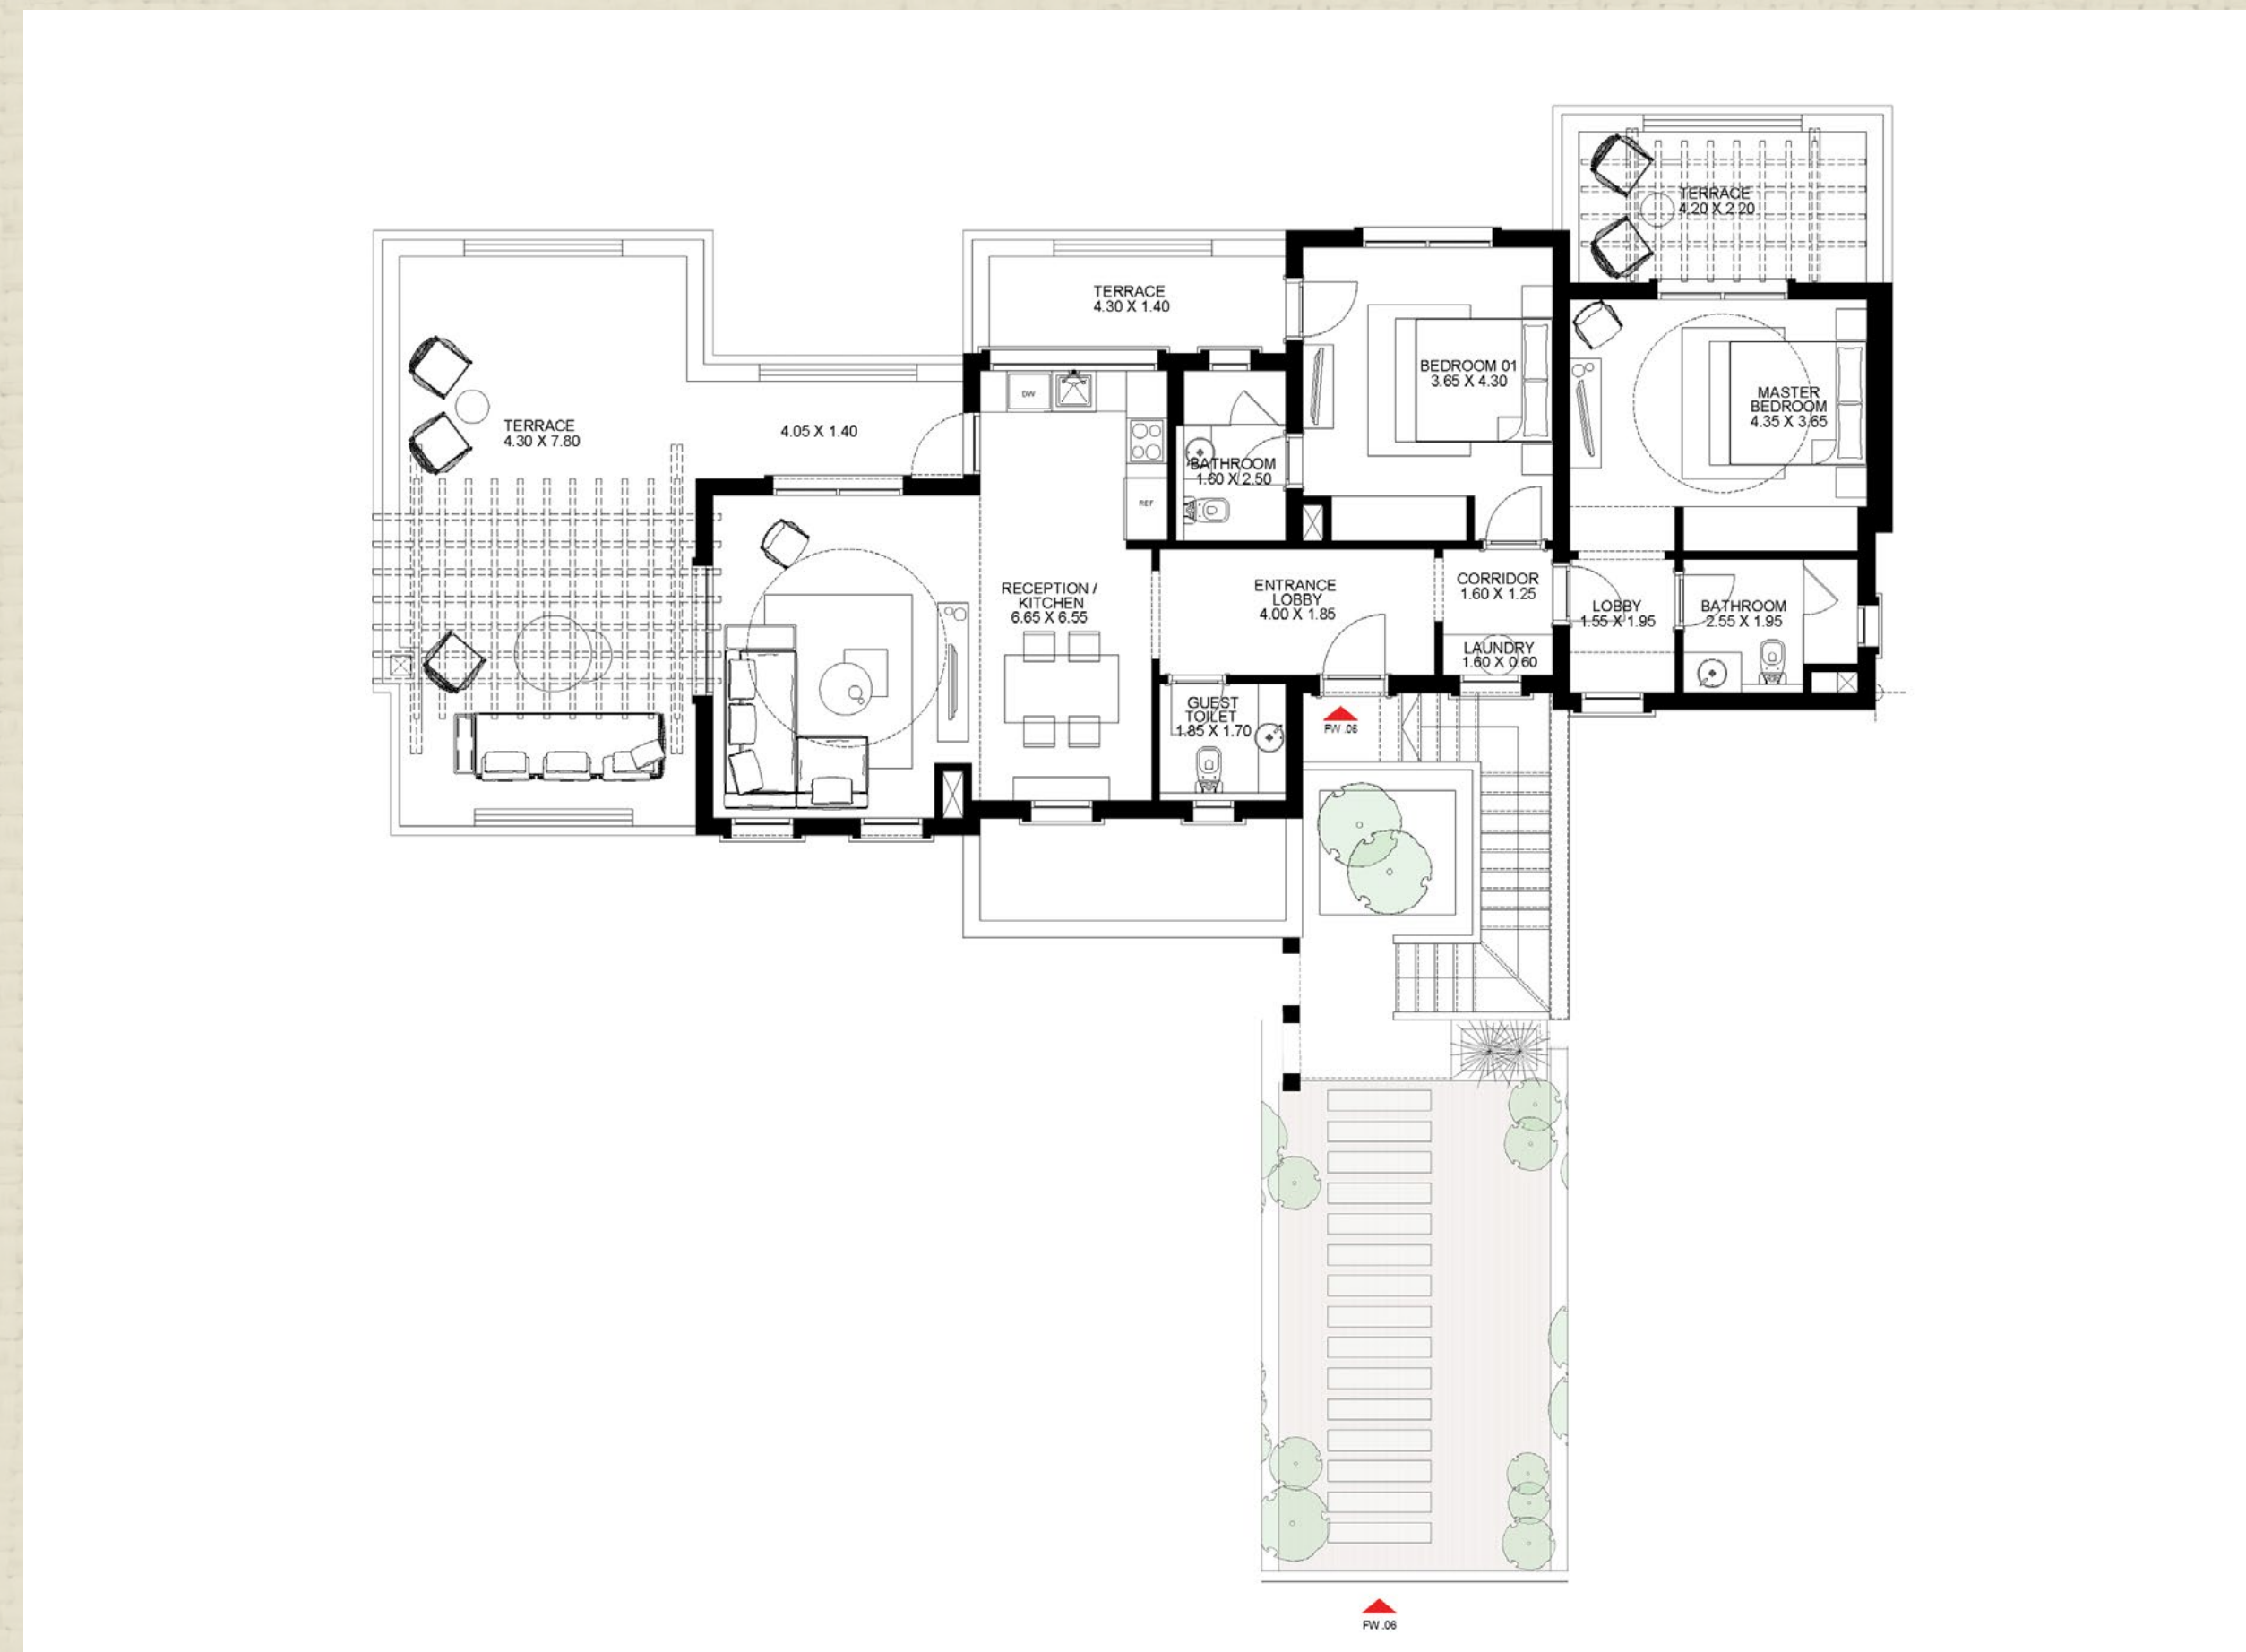 TERRACE
4.20 X 2.20
TERRACE
4.30 X 1.40
BEDROOM 01
3.65 X 4.30
MASTER
BEDROOM
4.35 X 3.65
TERRACE
4.30 X 7.80
4.05 X 1.40
DW
REF
BATHROOM
1.60 X 2.50
RECEPTION /
KITCHEN
6.65 X 6.55
ENTRANCE
LOBBY
4.00 X 1.85
CORRIDOR
1.60 X 1.25
LAUNDRY
1.60 X 0.60
LOBBY
1.55 X 1.95
BATHROOM
2.55 X 1.95
GUEST
TOILET
1.85 X 1.70
FW .06
FW .06